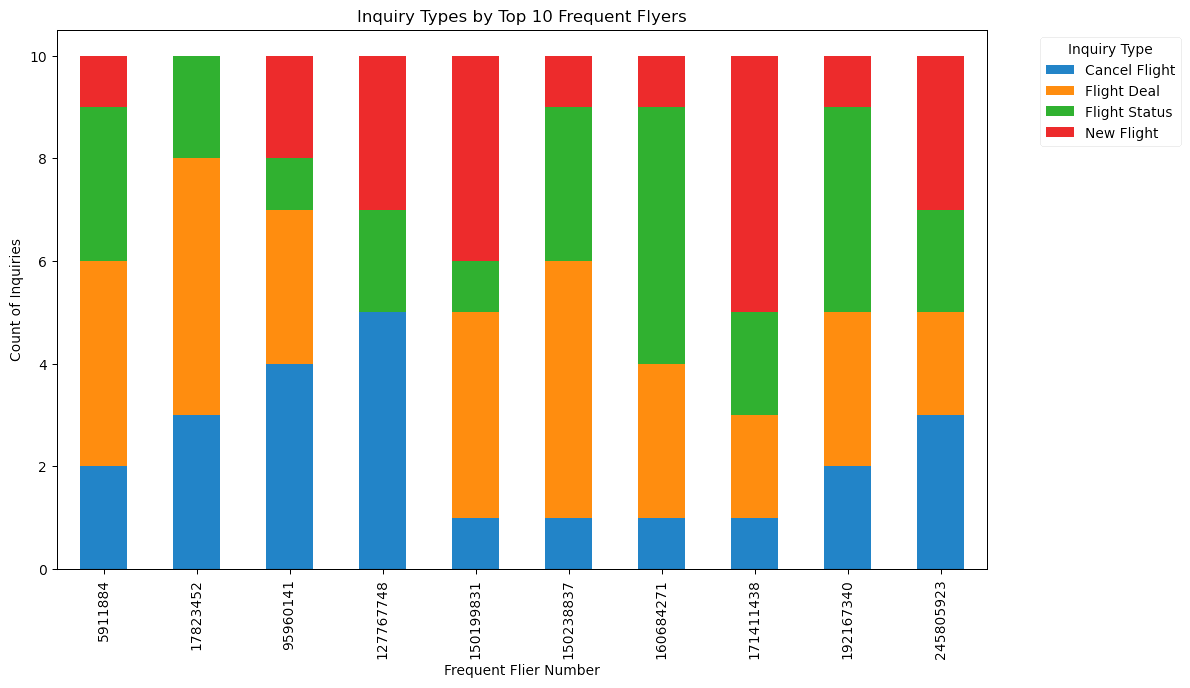 Inquiry Types by Top 10 Frequent Flyers
Inquiry Type
Cancel Flight
Flight Deal
Flight Status
New Flight
Count of Inquiries
10
8
6
4
2
0
5911884
17823452
95960141
127767748
150199831
150238837
160684271
171411438
192167340
245805923
Frequent Flier Number